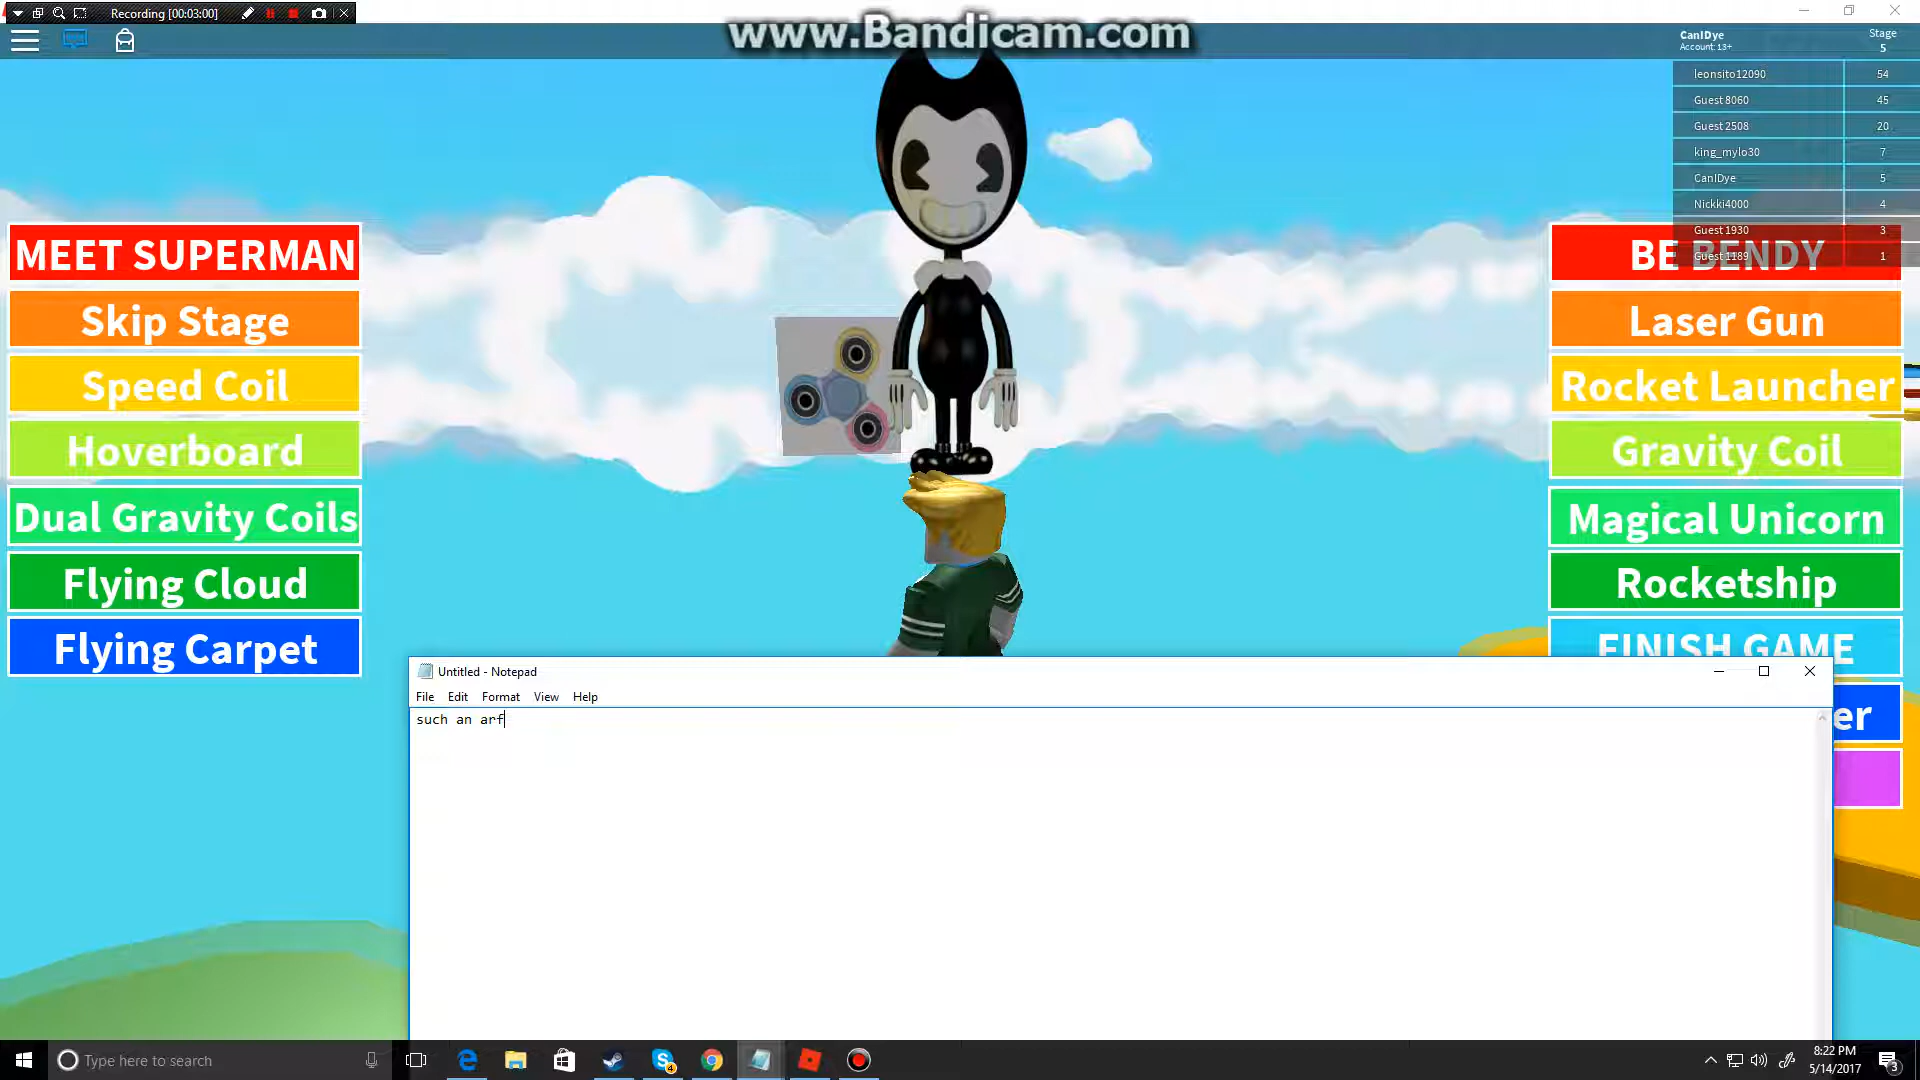 Recording [00:03:00]
www.Bandicam.com
CanIDye
Account: 13+
Stage
5
leonsito12090 54
Guest 8060 45
Guest 2508 20
king_mylo30 7
CanIDye 5
Nickki4000 4
Guest 1930 3
Guest 1189 1
MEET SUPERMAN
Skip Stage
Speed Coil
Hoverboard
Dual Gravity Coils
Flying Cloud
Flying Carpet
BE BENDY
Laser Gun
Rocket Launcher
Gravity Coil
Magical Unicorn
Rocketship
FINISH GAME
er
Untitled - Notepad
File Edit Format View Help
such an arf
Type here to search
4
8:22 PM
5/14/2017
3